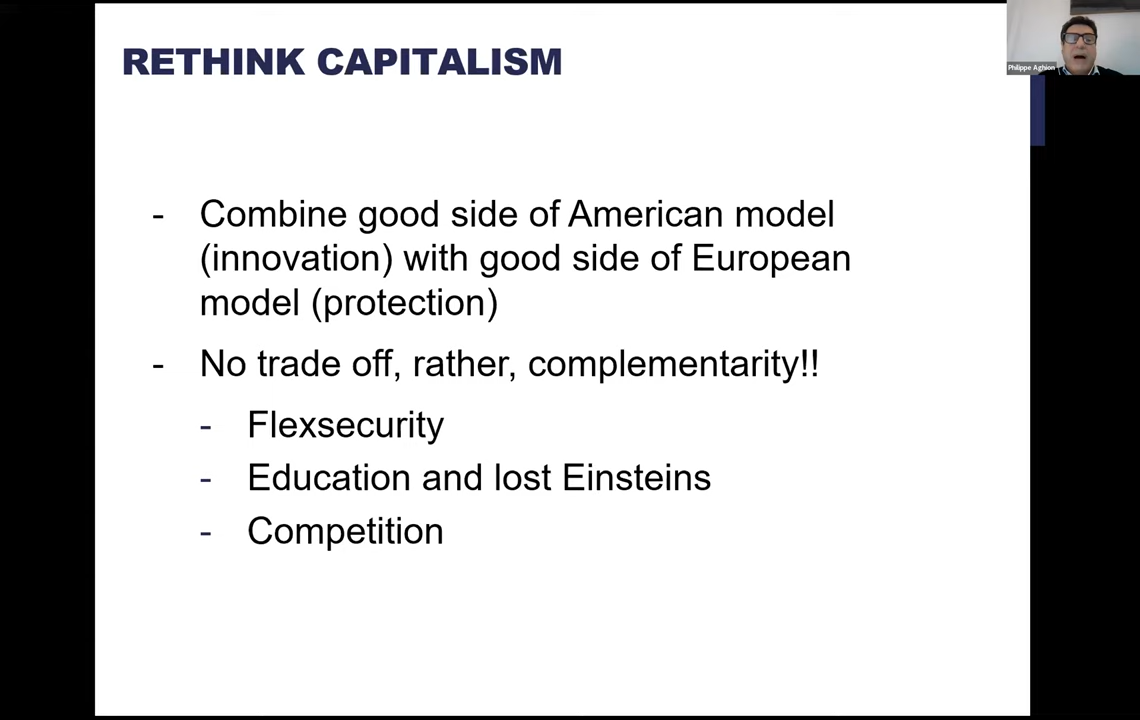 RETHINK CAPITALISM
Philippe Aghion
- Combine good side of American model
(innovation) with good side of European
model (protection)
- No trade off, rather, complementarity!!
- Flexsecurity
- Education and lost Einsteins
- Competition